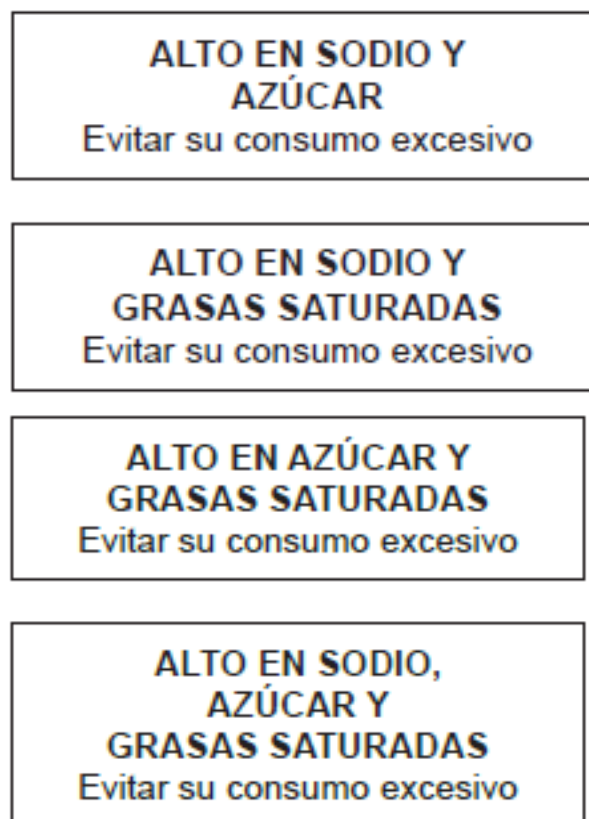 ALTO EN SODIO Y
AZÚCAR
Evitar su consumo excesivo
ALTO EN SODIO Y
GRASAS SATURADAS
Evitar su consumo excesivo
ALTO EN AZÚCAR Y
GRASAS SATURADAS
Evitar su consumo excesivo
ALTO EN SODIO,
AZÚCAR Y
GRASAS SATURADAS
Evitar su consumo excesivo